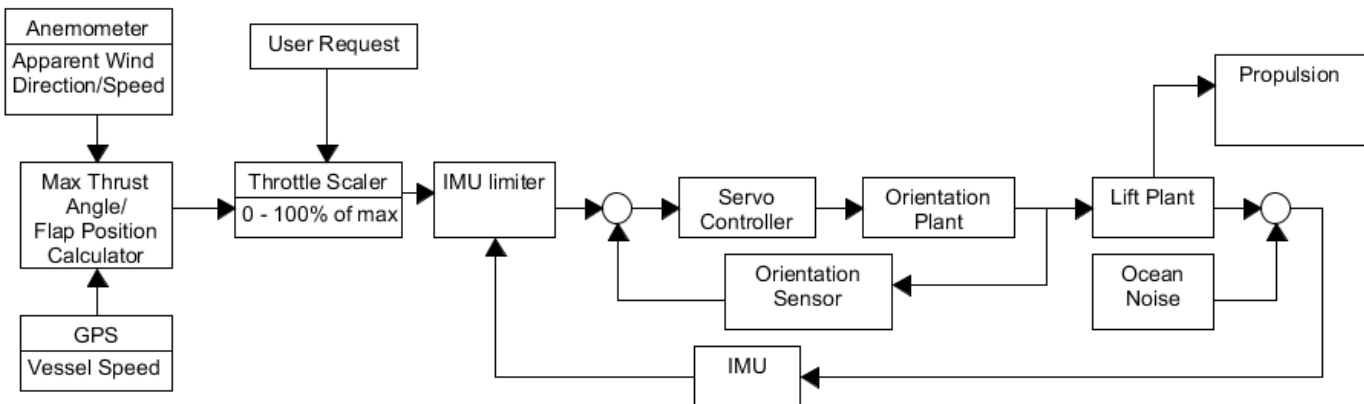 Anemometer
Apparent Wind
Direction/Speed
User Request
Propulsion
Max Thrust
Angle/
Flap Position
Calculator
Throttle Scaler
0 - 100% of max
IMU limiter
Servo
Controller
Orientation
Plant
Lift Plant
Orientation
Sensor
Ocean
Noise
GPS
Vessel Speed
IMU